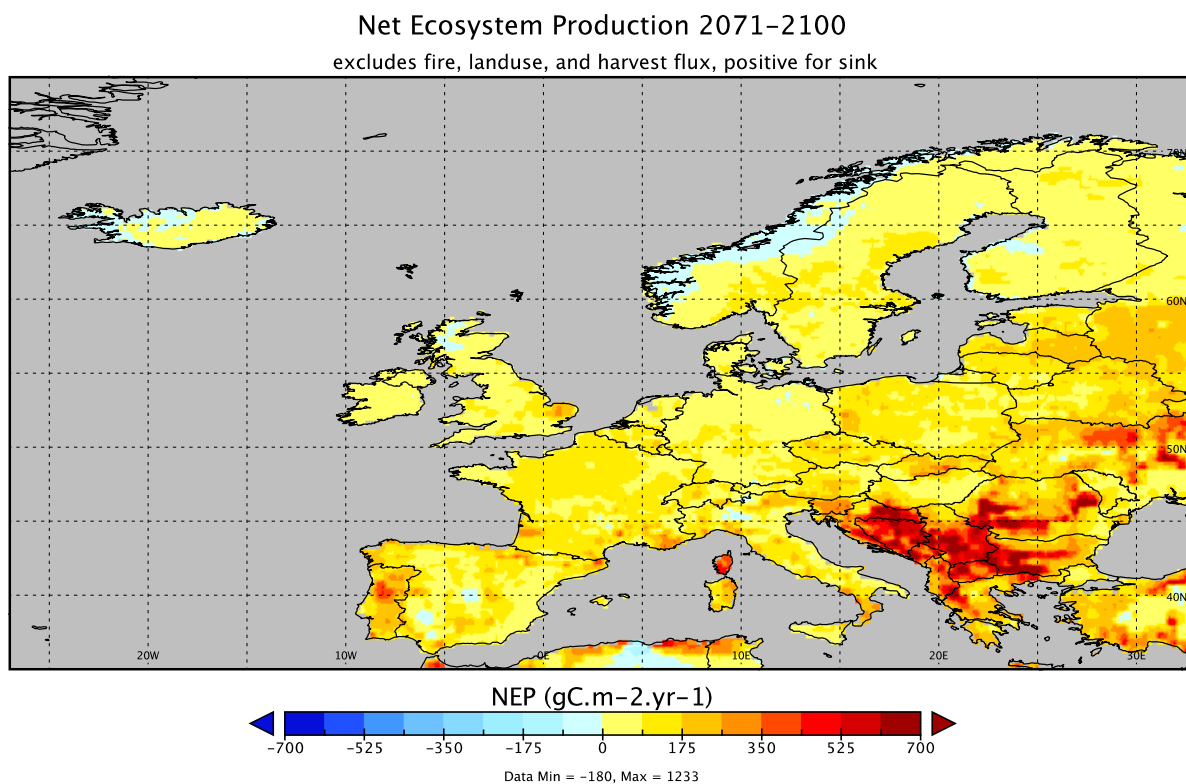 Net Ecosystem Production 2071-2100
excludes fire, landuse, and harvest flux, positive for sink
70N
60N
50N
40N
20W 10W 0E 10E 20E 30E
NEP (gC.m-2.yr-1)
-700 -525 -350 -175 0 175 350 525 700
Data Min = -180, Max = 1233